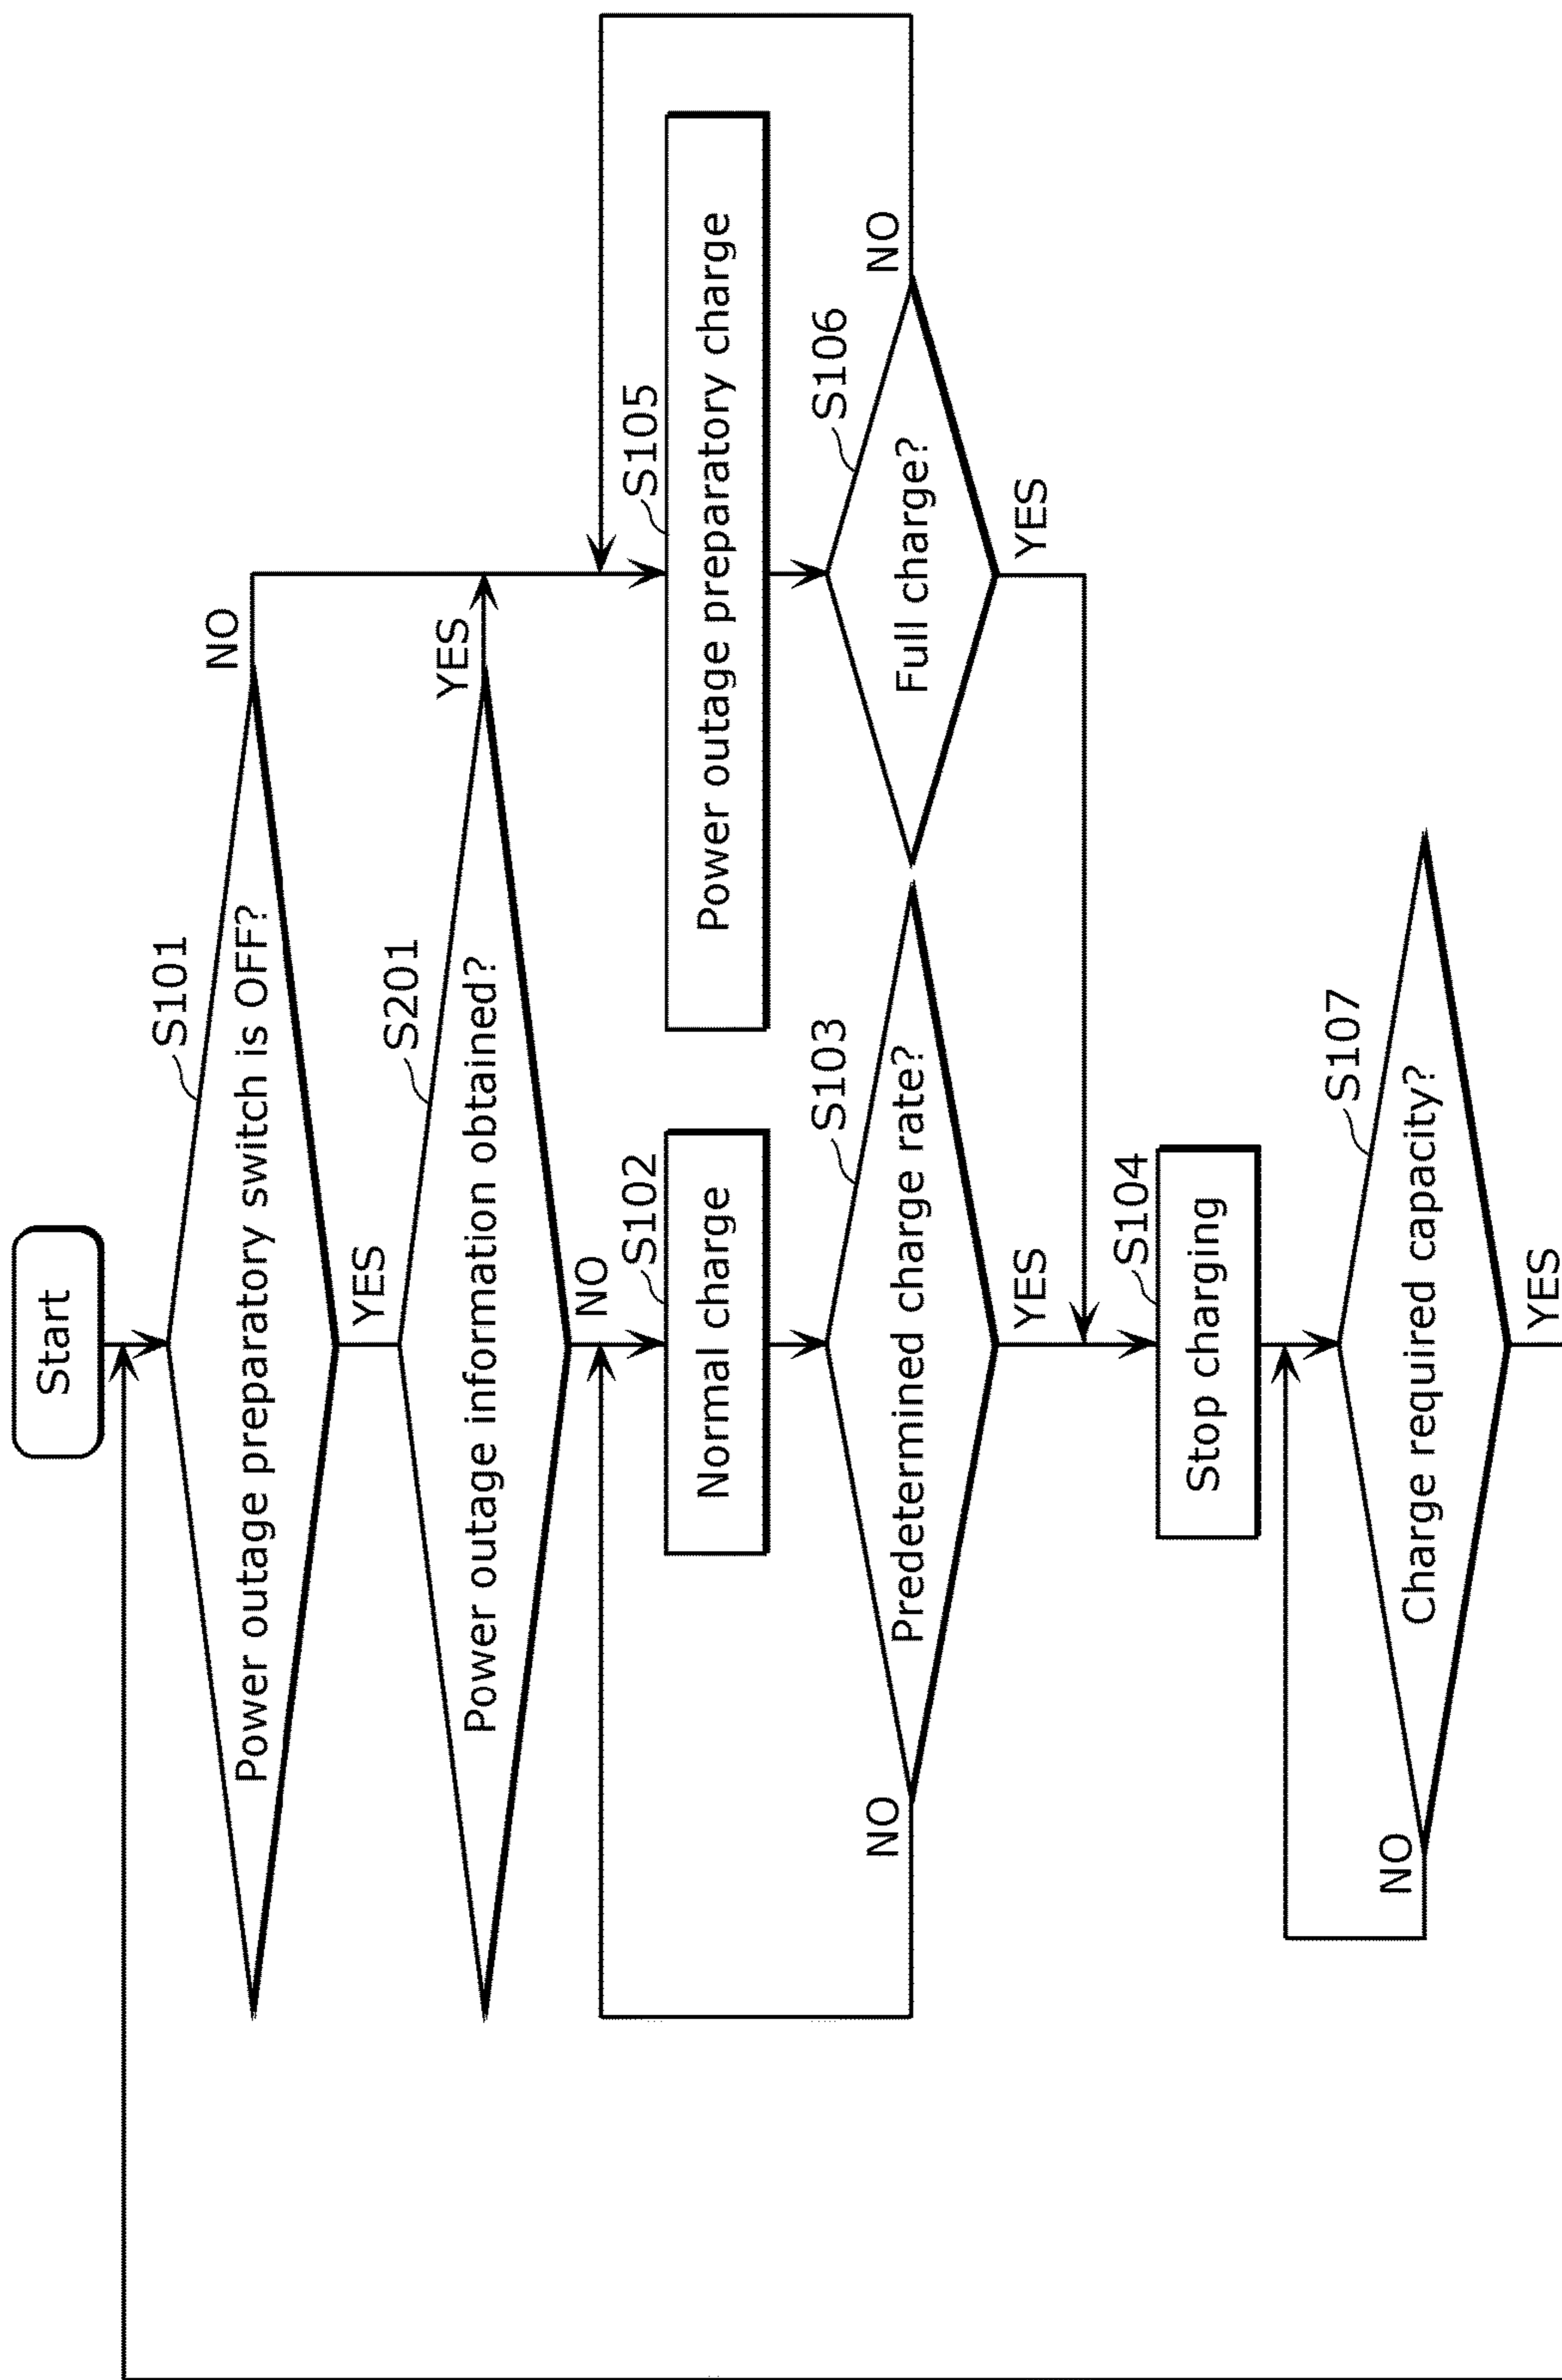 Start
S101
Power outage preparatory switch is OFF?
NO
YES
S201
Power outage information obtained?
YES
NO
S102
Normal charge
S105
Power outage preparatory charge
S103
Predetermined charge rate?
NO
YES
S106
Full charge?
NO
YES
S104
Stop charging
S107
Charge required capacity?
NO
YES